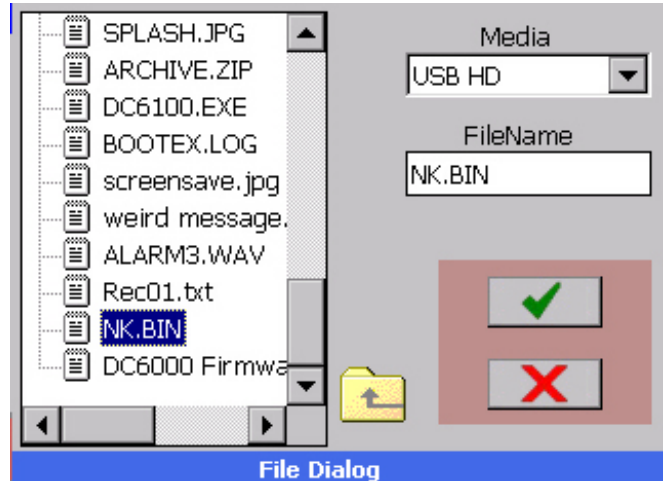 SPLASH.JPG
ARCHIVE.ZIP
DC6100.EXE
BOOTEX.LOG
screensave.jpg
weird message.
ALARM3.WAV
Rec01.txt
NK.BIN
DC6000 Firmwa
Media
USB HD
FileName
NK.BIN
File Dialog